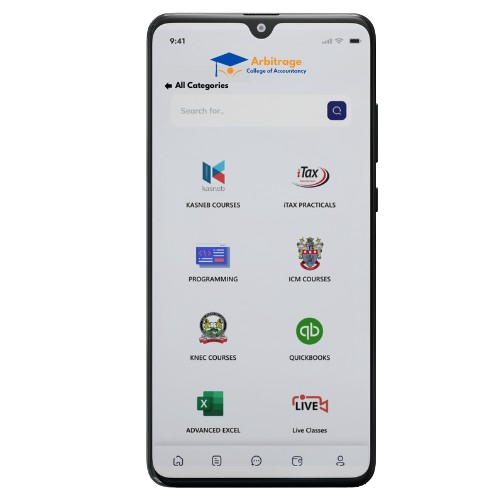 9:41
Arbitrage
College of Accountancy
All Categories
Search for..
kasneb
iTax
KASNEB COURSES
iTAX PRACTICALS
PROGRAMMING
ICM COURSES
KNEC COURSES
qb
QUICKBOOKS
X
LIVE
ADVANCED EXCEL
Live Classes